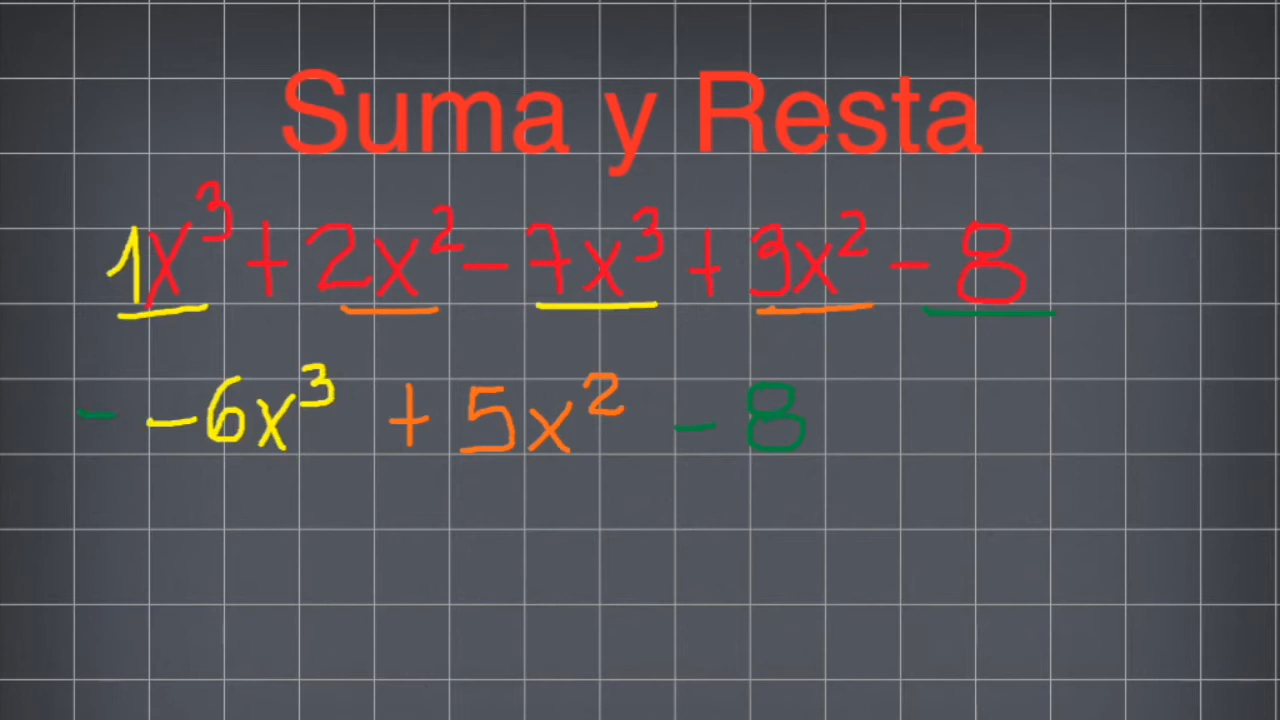 Suma y Resta
1x³ + 2x² - 7x³ + 3x² - 8
- -6x³ + 5x² - 8